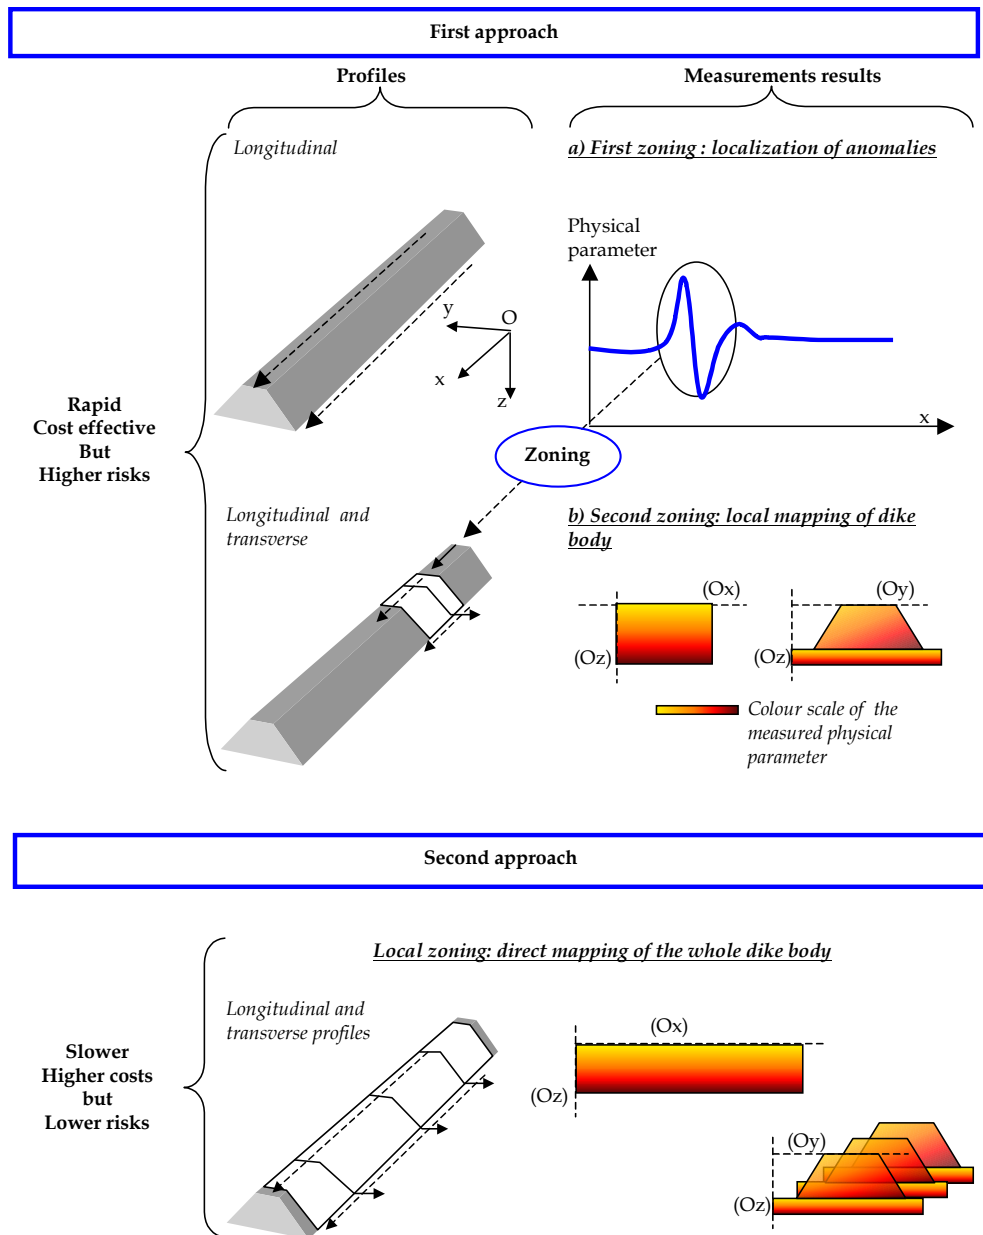 First approach
Profiles
Measurements results
Longitudinal
a) First zoning : localization of anomalies
Physical
parameter
y
O
x
z
x
Rapid
Cost effective
But
Higher risks
Zoning
Longitudinal and
transverse
b) Second zoning: local mapping of dike
body
(Ox)
(Oy)
(Oz)
(Oz)
Colour scale of the
measured physical
parameter
Second approach
Local zoning: direct mapping of the whole dike body
Longitudinal and
transverse profiles
Slower
Higher costs
but
Lower risks
(Ox)
(Oz)
(Oy)
(Oz)